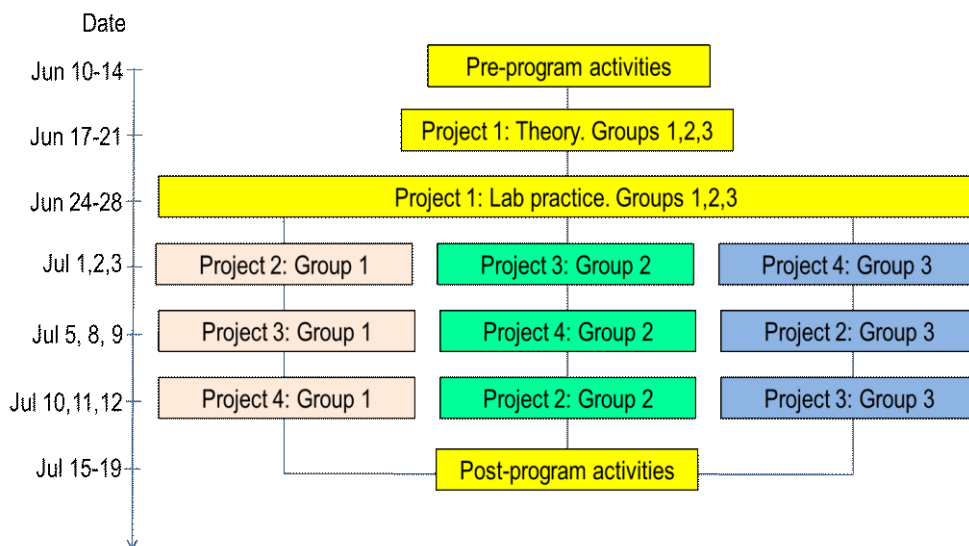 Date
Jun 10-14
Pre-program activities
Jun 17-21
Project 1: Theory. Groups 1,2,3
Jun 24-28
Project 1: Lab practice. Groups 1,2,3
Jul 1,2,3
Project 2: Group 1
Project 3: Group 2
Project 4: Group 3
Jul 5, 8, 9
Project 3: Group 1
Project 4: Group 2
Project 2: Group 3
Jul 10,11,12
Project 4: Group 1
Project 2: Group 2
Project 3: Group 3
Jul 15-19
Post-program activities